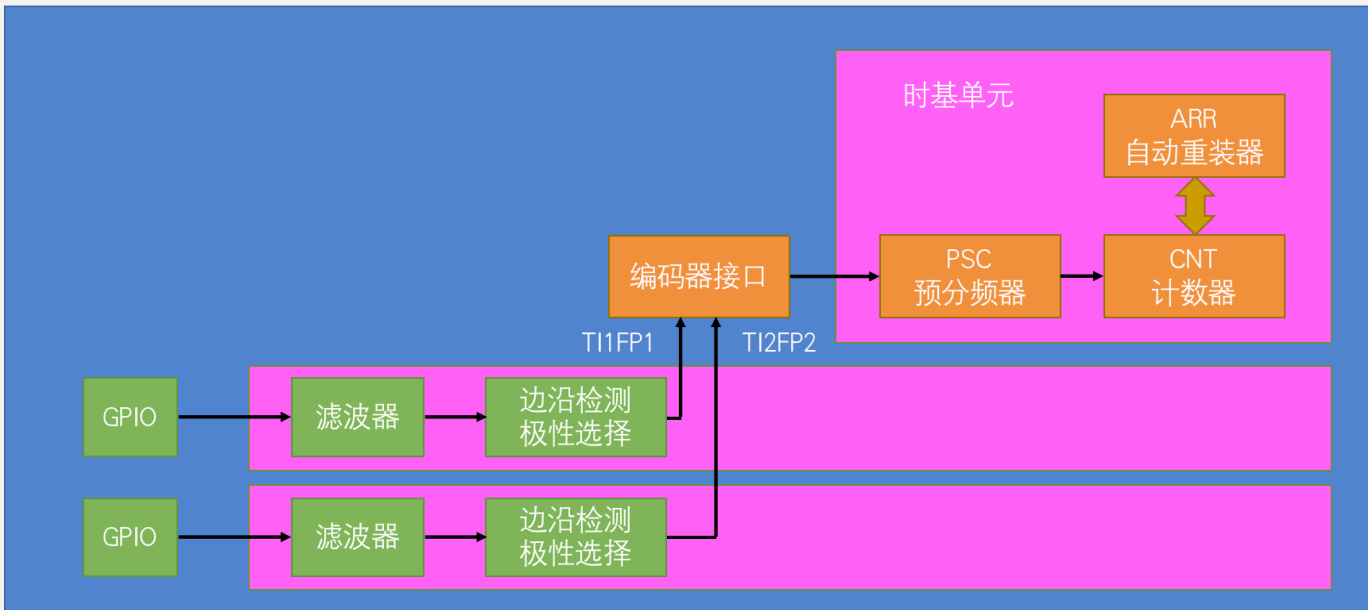 时基单元
ARR
自动重装器
编码器接口
PSC
预分频器
CNT
计数器
TI1FP1
TI2FP2
GPIO
滤波器
边沿检测
极性选择
GPIO
滤波器
边沿检测
极性选择